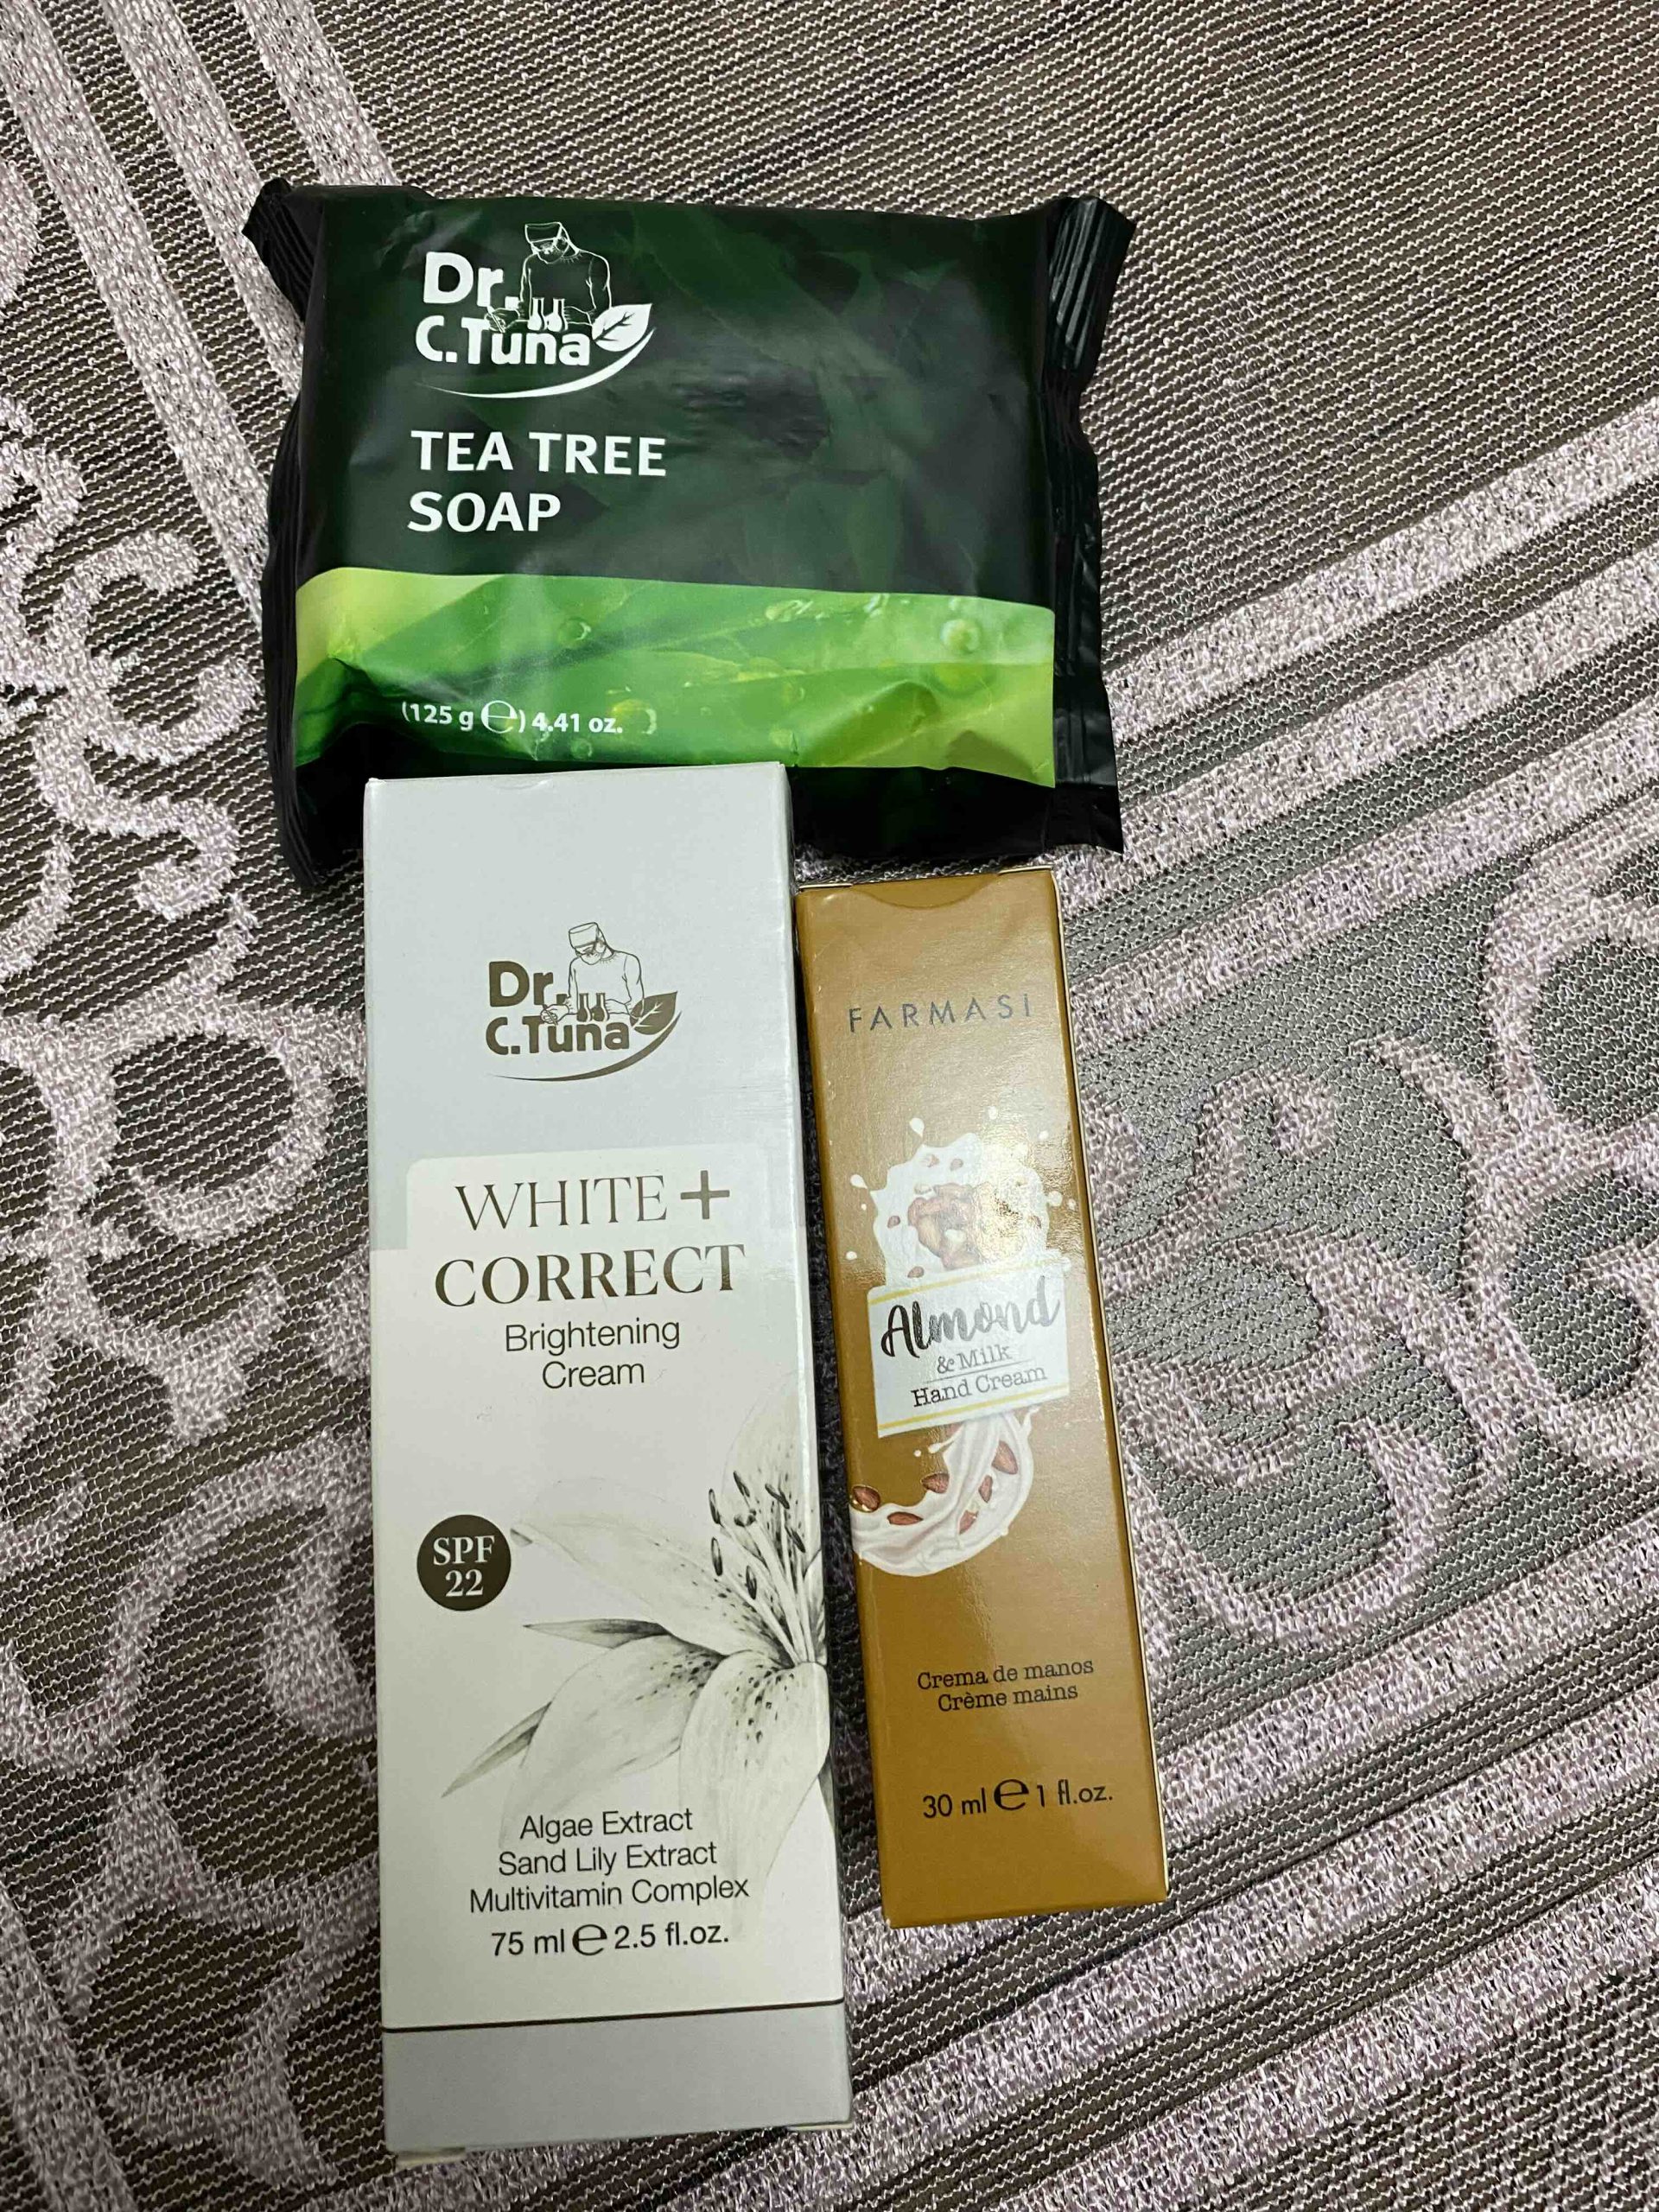 Dr.
C.Tuna
TEA TREE
SOAP
(125 g ℮) 4.41 oz.
Dr.
C.Tuna
WHITE +
CORRECT
Brightening
Cream
SPF
22
Algae Extract
Sand Lily Extract
Multivitamin Complex
75 ml ℮ 2.5 fl.oz.
FARMASI
Almond
& Milk
Hand Cream
Crema de manos
Crème mains
30 ml ℮ 1 fl.oz.